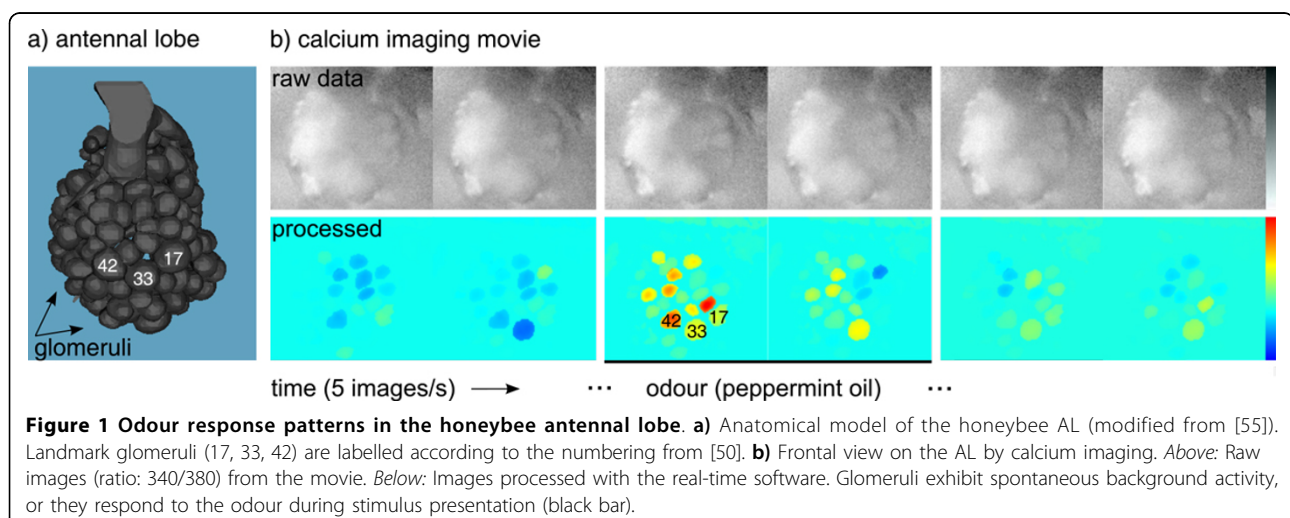 a) antennal lobe
b) calcium imaging movie
raw data
42
33
17
glomeruli
processed
42
33
17
time (5 images/s)
...
odour (peppermint oil)
...
Figure 1 Odour response patterns in the honeybee antennal lobe. a) Anatomical model of the honeybee AL (modified from [55]).
Landmark glomeruli (17, 33, 42) are labelled according to the numbering from [50]. b) Frontal view on the AL by calcium imaging. Above: Raw
images (ratio: 340/380) from the movie. Below: Images processed with the real-time software. Glomeruli exhibit spontaneous background activity,
or they respond to the odour during stimulus presentation (black bar).